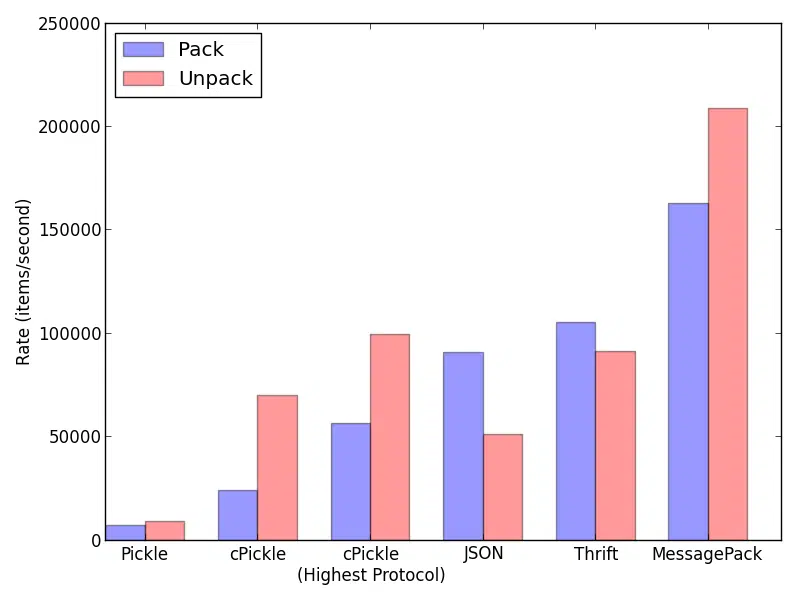 250000
Pack
Unpack
200000
150000
Rate (items/second)
100000
50000
0
Pickle
cPickle
cPickle
(Highest Protocol)
JSON
Thrift
MessagePack